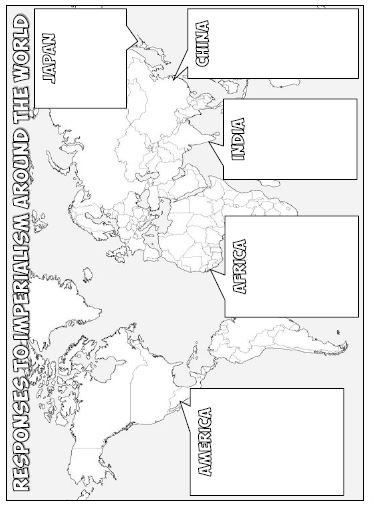 RESPONSES TO IMPERIALISM AROUND THE WORLD
JAPAN
CHINA
INDIA
AFRICA
AMERICA